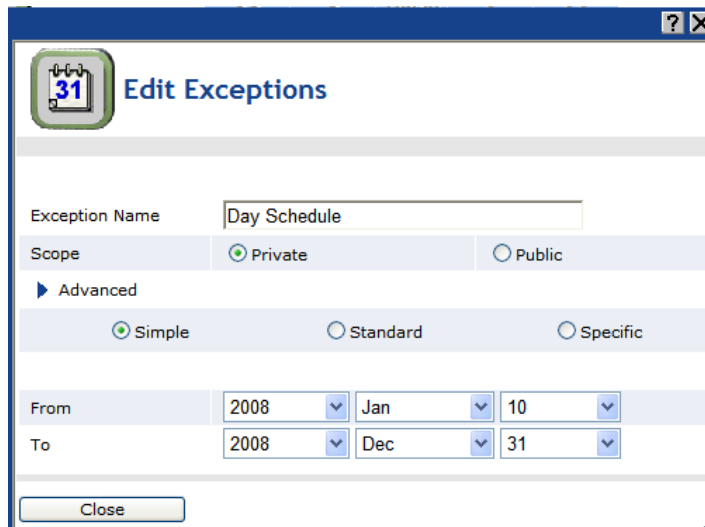 ? X
31
Edit Exceptions
Exception Name Day Schedule
Scope Private Public
Advanced
Simple Standard Specific
From 2008 Jan 10
To 2008 Dec 31
Close